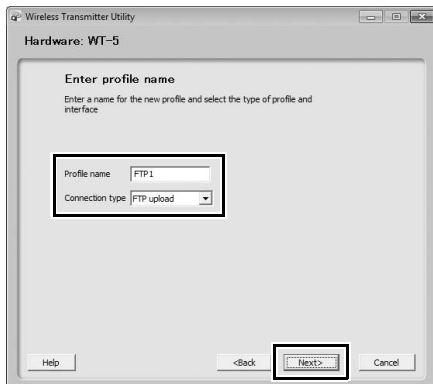 Wireless Transmitter Utility
Hardware: WT-5
Enter profile name
Enter a name for the new profile and select the type of profile and
interface
Profile name FTP1
Connection type FTP upload
Help <Back Next> Cancel